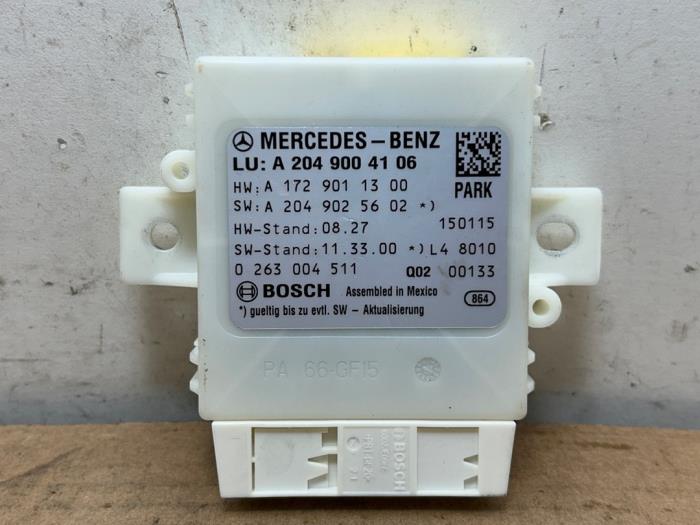 MERCEDES-BENZ
LU: A 204 900 41 06
HW: A 172 901 13 00
PARK
SW: A 204 902 56 02 *)
HW-Stand: 08.27
150115
SW-Stand: 11.33.00 *) L4 8010
0 263 004 511
Q02 00133
BOSCH Assembled in Mexico
864
*) gueltig bis zu evtl. SW - Aktualisierung
PA 66-GF15
BOSCH